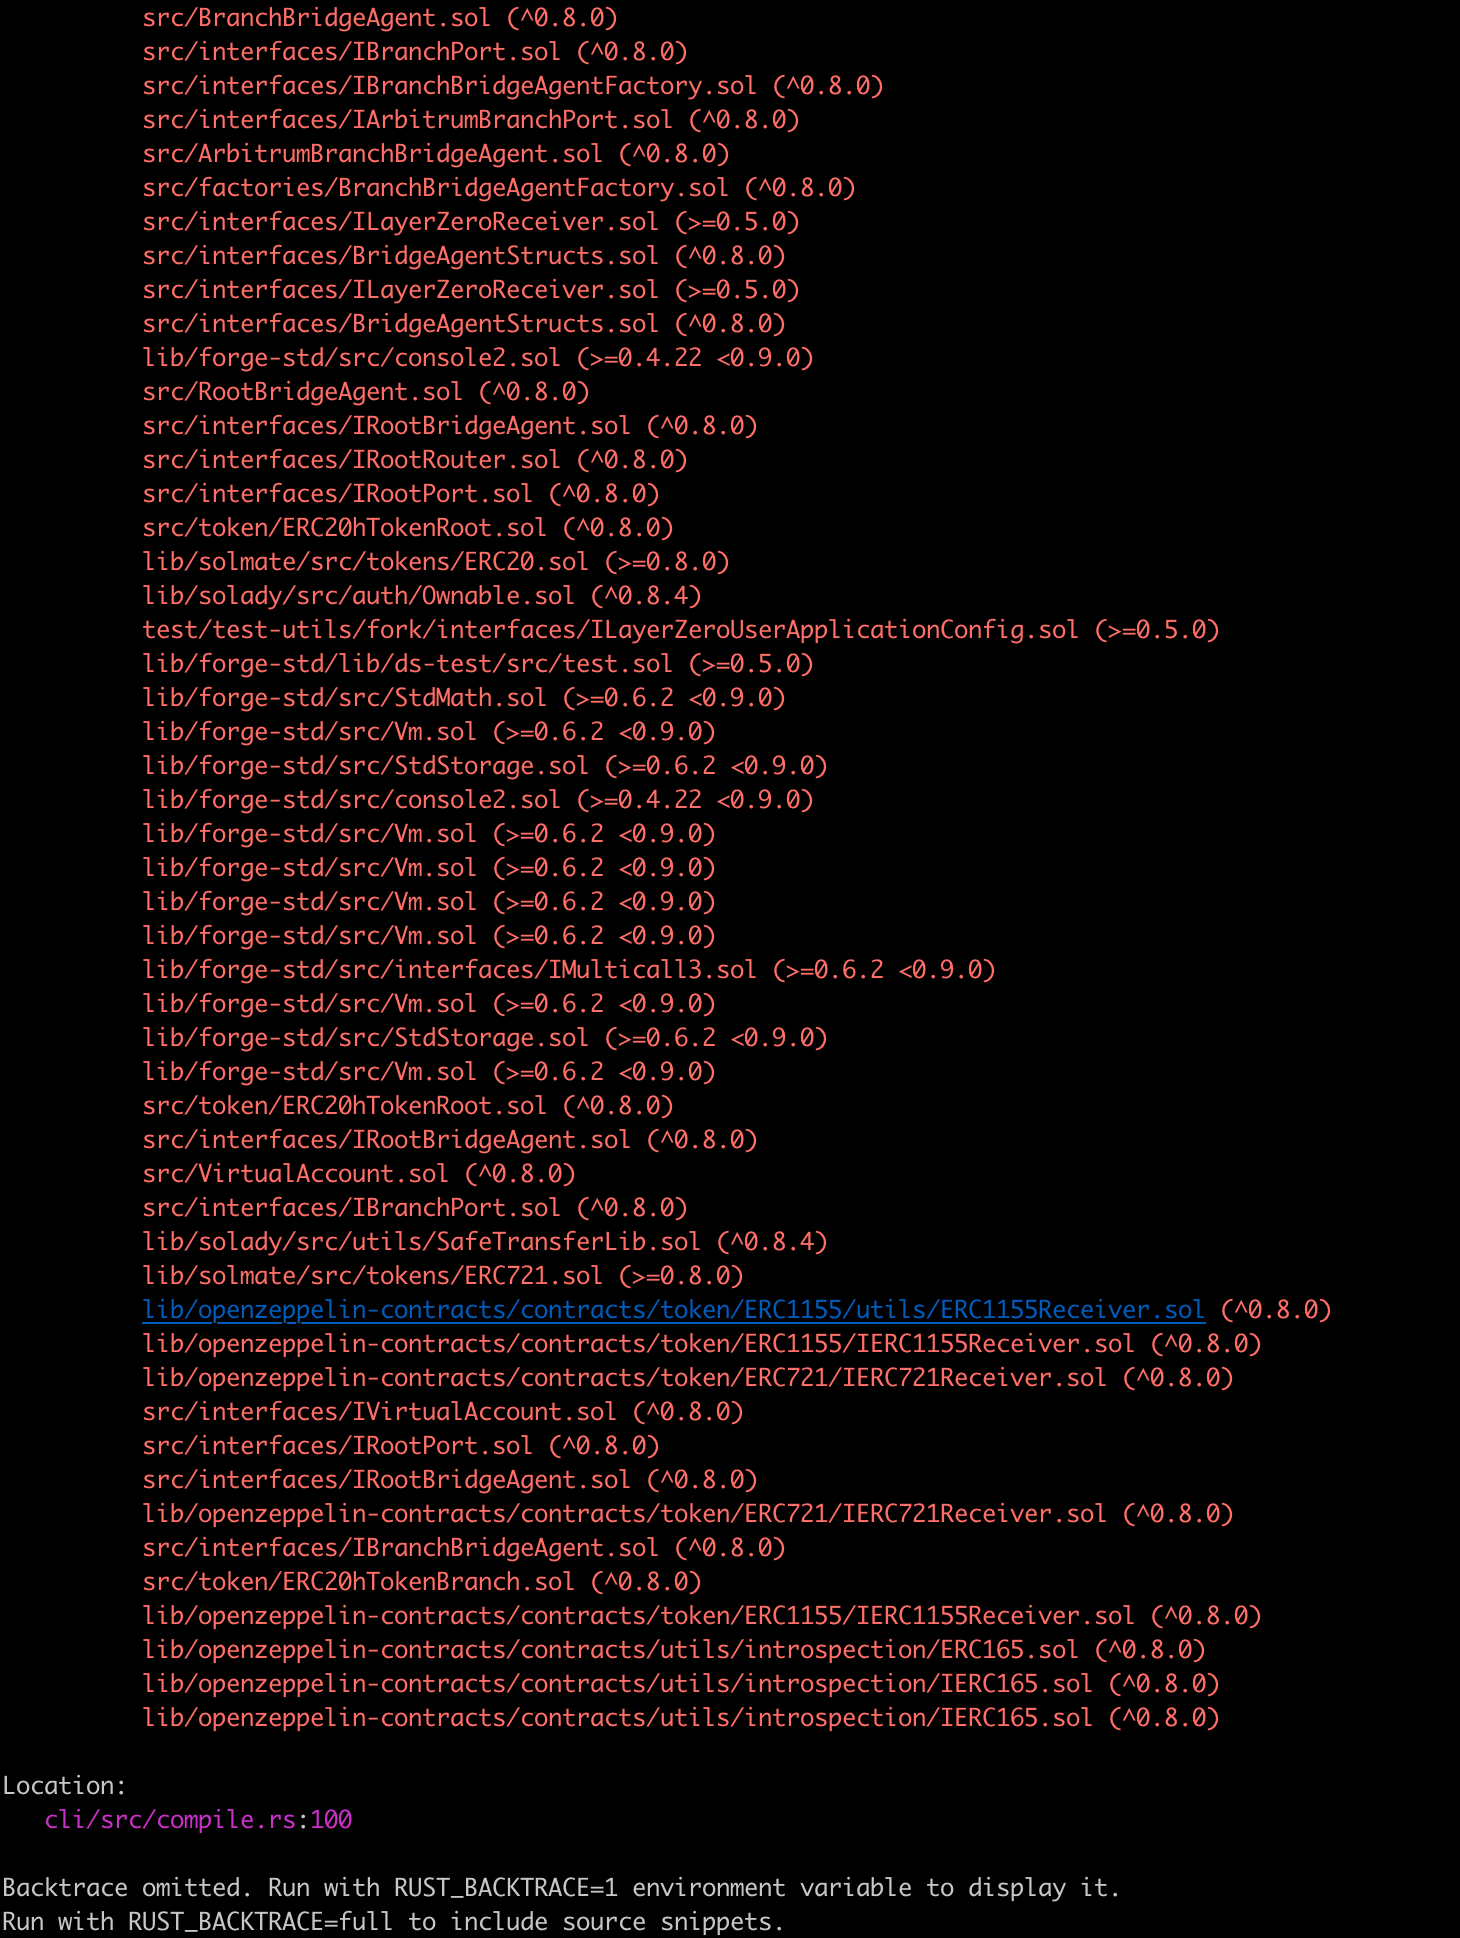 src/BranchBridgeAgent.sol (^0.8.0)
src/interfaces/IBranchPort.sol (^0.8.0)
src/interfaces/IBranchBridgeAgentFactory.sol (^0.8.0)
src/interfaces/IArbitrumBranchPort.sol (^0.8.0)
src/ArbitrumBranchBridgeAgent.sol (^0.8.0)
src/factories/BranchBridgeAgentFactory.sol (^0.8.0)
src/interfaces/ILayerZeroReceiver.sol (>=0.5.0)
src/interfaces/BridgeAgentStructs.sol (^0.8.0)
src/interfaces/ILayerZeroReceiver.sol (>=0.5.0)
src/interfaces/BridgeAgentStructs.sol (^0.8.0)
lib/forge-std/src/console2.sol (>=0.4.22 <0.9.0)
src/RootBridgeAgent.sol (^0.8.0)
src/interfaces/IRootBridgeAgent.sol (^0.8.0)
src/interfaces/IRootRouter.sol (^0.8.0)
src/interfaces/IRootPort.sol (^0.8.0)
src/token/ERC20hTokenRoot.sol (^0.8.0)
lib/solmate/src/tokens/ERC20.sol (>=0.8.0)
lib/solady/src/auth/Ownable.sol (^0.8.4)
test/test-utils/fork/interfaces/ILayerZeroUserApplicationConfig.sol (>=0.5.0)
lib/forge-std/lib/ds-test/src/test.sol (>=0.5.0)
lib/forge-std/src/StdMath.sol (>=0.6.2 <0.9.0)
lib/forge-std/src/Vm.sol (>=0.6.2 <0.9.0)
lib/forge-std/src/StdStorage.sol (>=0.6.2 <0.9.0)
lib/forge-std/src/console2.sol (>=0.4.22 <0.9.0)
lib/forge-std/src/Vm.sol (>=0.6.2 <0.9.0)
lib/forge-std/src/Vm.sol (>=0.6.2 <0.9.0)
lib/forge-std/src/Vm.sol (>=0.6.2 <0.9.0)
lib/forge-std/src/Vm.sol (>=0.6.2 <0.9.0)
lib/forge-std/src/interfaces/IMulticall3.sol (>=0.6.2 <0.9.0)
lib/forge-std/src/Vm.sol (>=0.6.2 <0.9.0)
lib/forge-std/src/StdStorage.sol (>=0.6.2 <0.9.0)
lib/forge-std/src/Vm.sol (>=0.6.2 <0.9.0)
src/token/ERC20hTokenRoot.sol (^0.8.0)
src/interfaces/IRootBridgeAgent.sol (^0.8.0)
src/VirtualAccount.sol (^0.8.0)
src/interfaces/IBranchPort.sol (^0.8.0)
lib/solady/src/utils/SafeTransferLib.sol (^0.8.4)
lib/solmate/src/tokens/ERC721.sol (>=0.8.0)
lib/openzeppelin-contracts/contracts/token/ERC1155/utils/ERC1155Receiver.sol (^0.8.0)
lib/openzeppelin-contracts/contracts/token/ERC1155/IERC1155Receiver.sol (^0.8.0)
lib/openzeppelin-contracts/contracts/token/ERC721/IERC721Receiver.sol (^0.8.0)
src/interfaces/IVirtualAccount.sol (^0.8.0)
src/interfaces/IRootPort.sol (^0.8.0)
src/interfaces/IRootBridgeAgent.sol (^0.8.0)
lib/openzeppelin-contracts/contracts/token/ERC721/IERC721Receiver.sol (^0.8.0)
src/interfaces/IBranchBridgeAgent.sol (^0.8.0)
src/token/ERC20hTokenBranch.sol (^0.8.0)
lib/openzeppelin-contracts/contracts/token/ERC1155/IERC1155Receiver.sol (^0.8.0)
lib/openzeppelin-contracts/contracts/utils/introspection/ERC165.sol (^0.8.0)
lib/openzeppelin-contracts/contracts/utils/introspection/IERC165.sol (^0.8.0)
lib/openzeppelin-contracts/contracts/utils/introspection/IERC165.sol (^0.8.0)
Location:
cli/src/compile.rs:100
Backtrace omitted. Run with RUST_BACKTRACE=1 environment variable to display it.
Run with RUST_BACKTRACE=full to include source snippets.